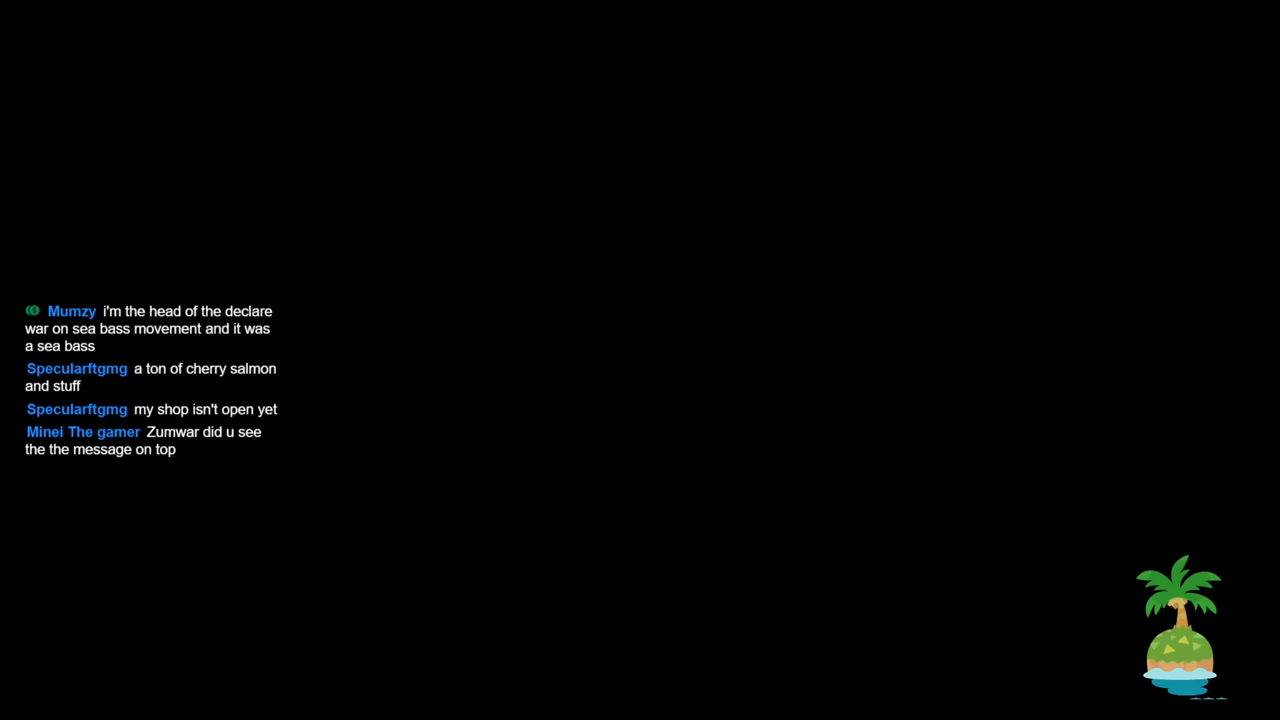 Mumzy i'm the head of the declare
war on sea bass movement and it was
a sea bass
Specularftgmg a ton of cherry salmon
and stuff
Specularftgmg my shop isn't open yet
Minei The gamer Zumwar did u see
the the message on top